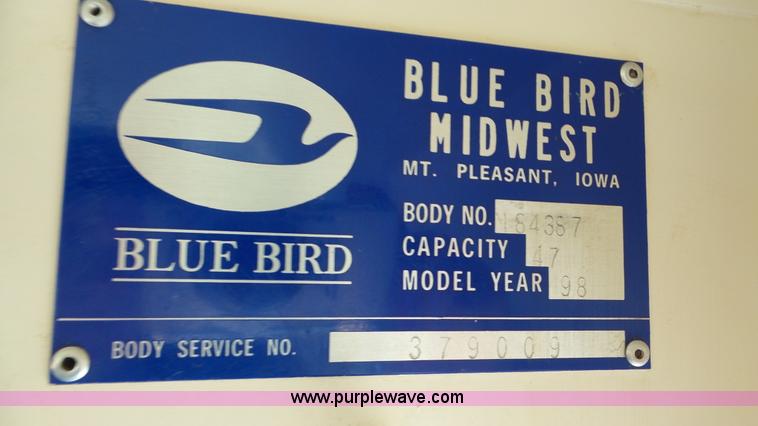 BLUE BIRD
MIDWEST
MT. PLEASANT, IOWA
BODY NO.
CAPACITY 47
MODEL YEAR 98
BLUE BIRD
BODY SERVICE NO. 379009
www.purplewave.com